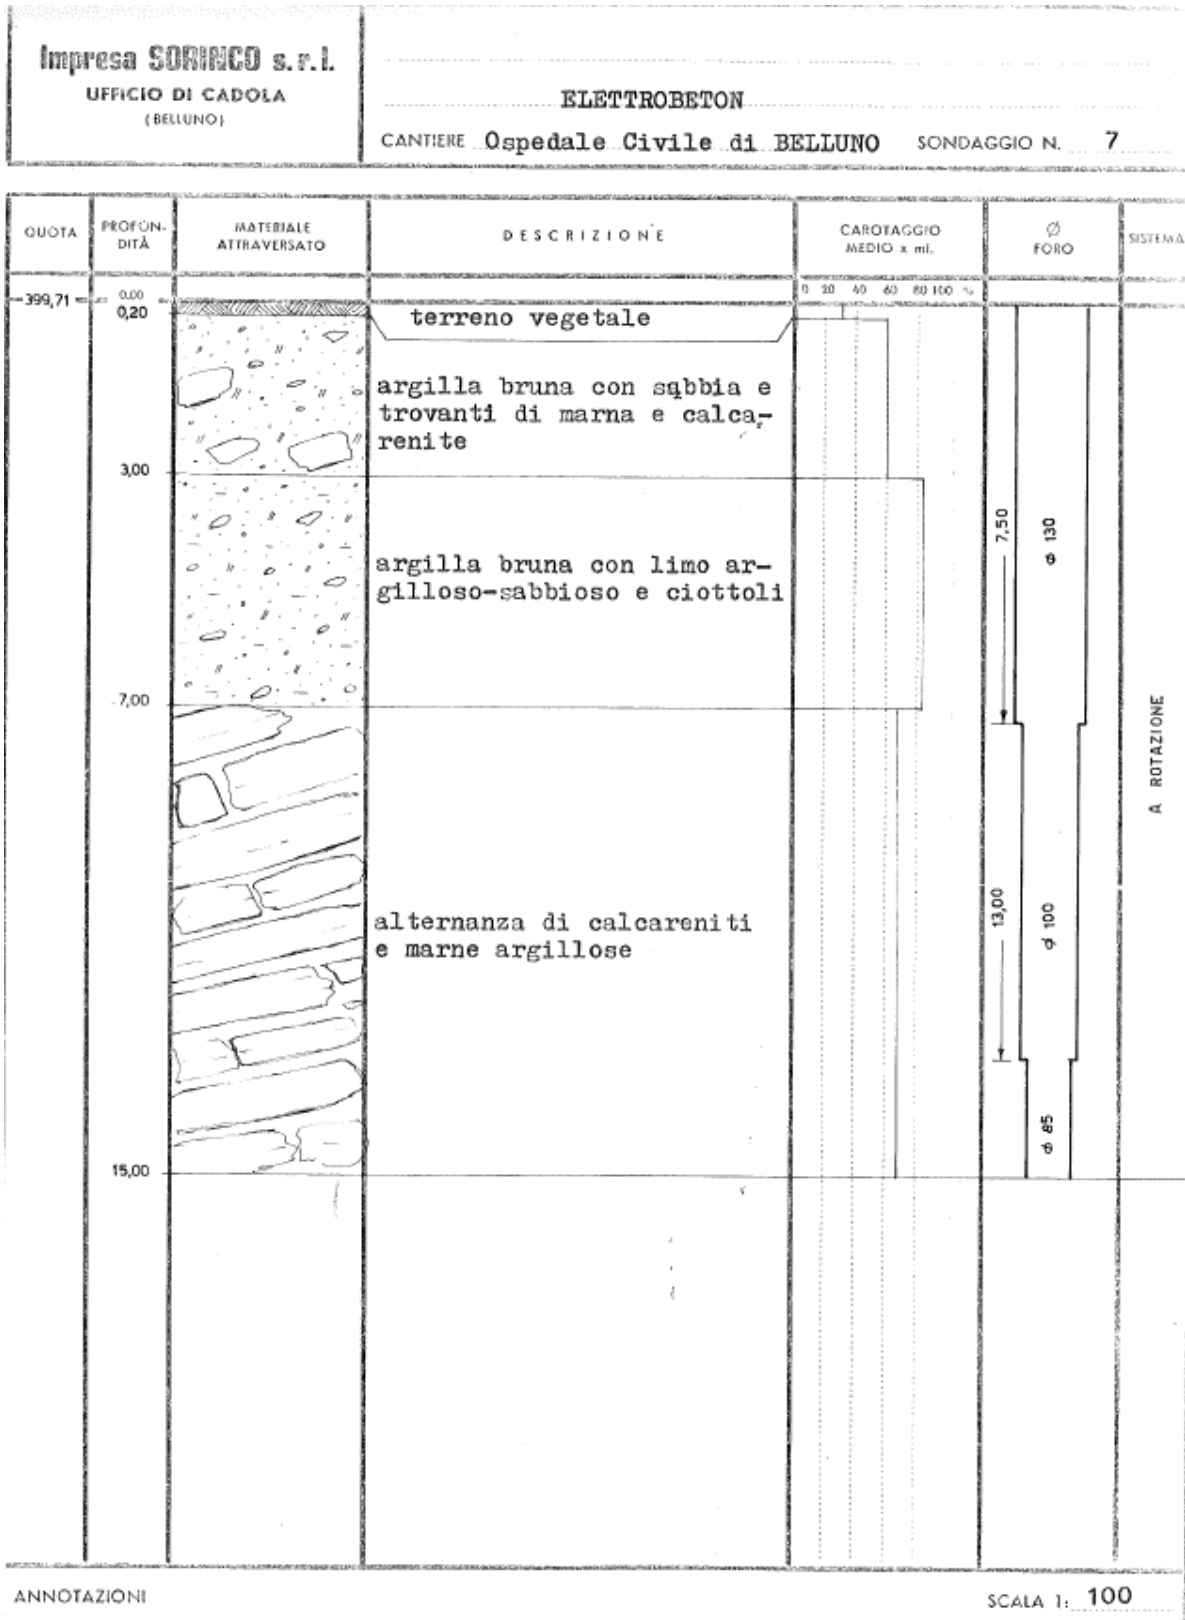 Impresa SORINCO s.r.l.
UFFICIO DI CADOLA
(BELLUNO)
ELETTROBETON
CANTIERE Ospedale Civile di BELLUNO SONDAGGIO N. 7
QUOTA
PROFON-
DITÀ
MATERIALE
ATTRAVERSATO
DESCRIZIONE
CAROTAGGIO
MEDIO x ml.
Ø
FORO
SISTEMA
0 20 40 60 80 100 %
399,71
0.00
0,20
terreno vegetale
argilla bruna con sabbia e
trovanti di marna e calca-
renite
3,00
argilla bruna con limo ar-
gilloso-sabbioso e ciottoli
7,50
ø 130
7,00
A ROTAZIONE
alternanza di calcareniti
e marne argillose
13,00
ø 100
ø 85
15,00
ANNOTAZIONI
SCALA 1: 100